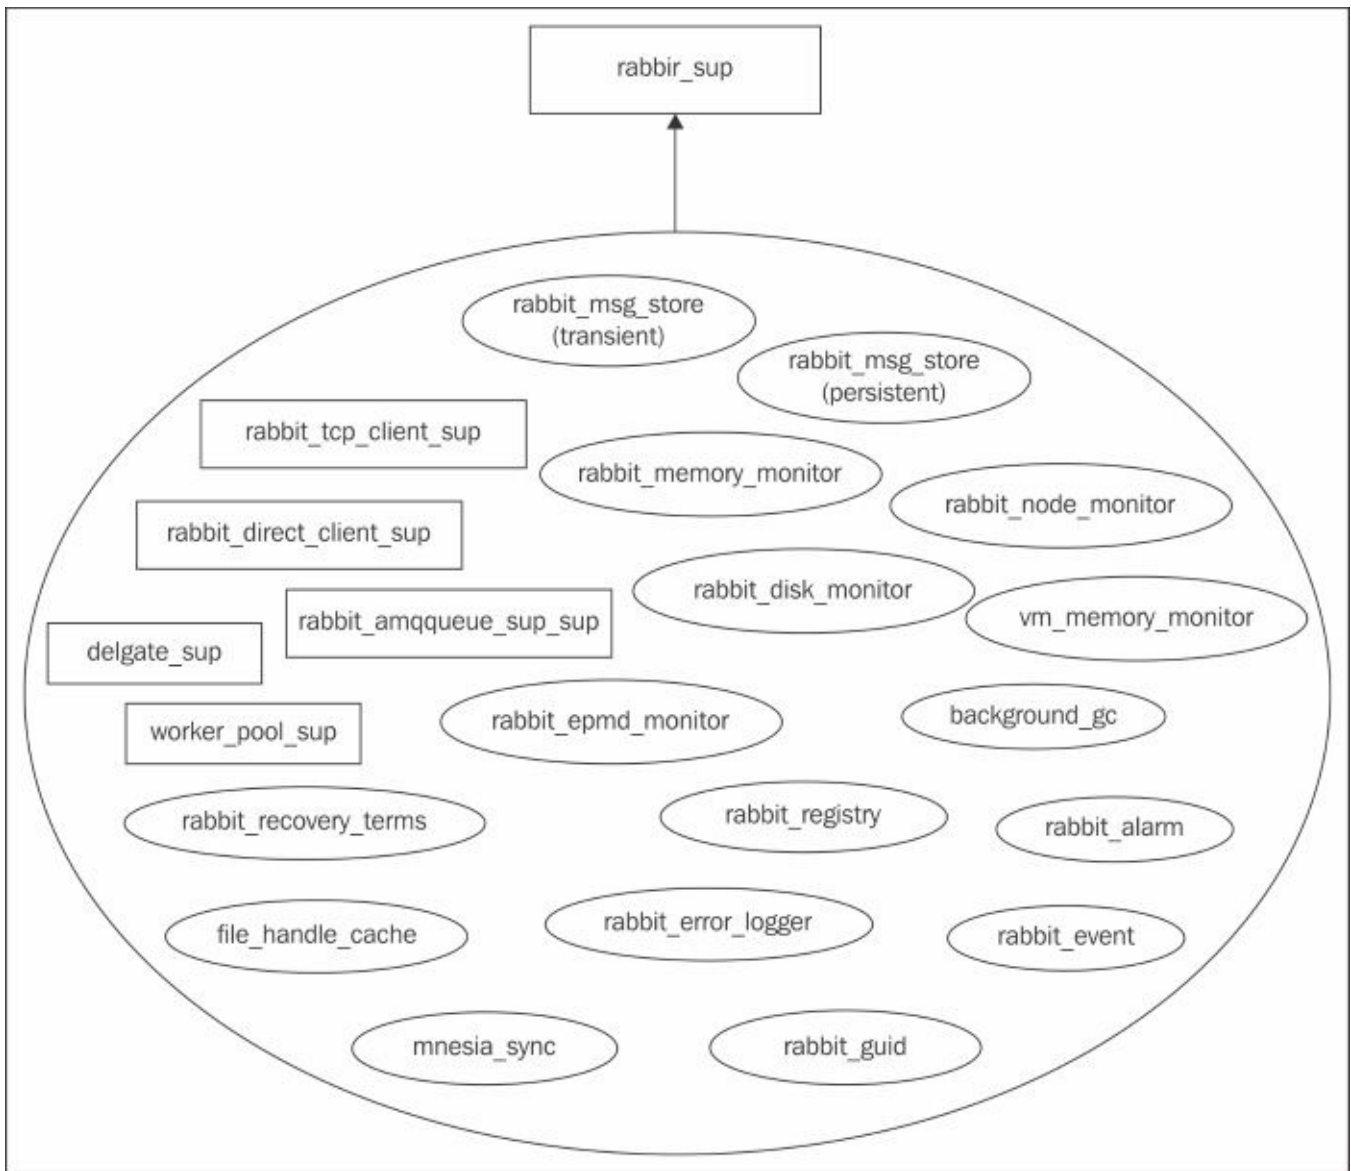 rabbir_sup
rabbit_msg_store
(transient)
rabbit_msg_store
(persistent)
rabbit_tcp_client_sup
rabbit_memory_monitor
rabbit_node_monitor
rabbit_direct_client_sup
rabbit_disk_monitor
rabbit_amqqueue_sup_sup
vm_memory_monitor
delgate_sup
rabbit_epmd_monitor
background_gc
worker_pool_sup
rabbit_recovery_terms
rabbit_registry
rabbit_alarm
file_handle_cache
rabbit_error_logger
rabbit_event
mnesia_sync
rabbit_guid